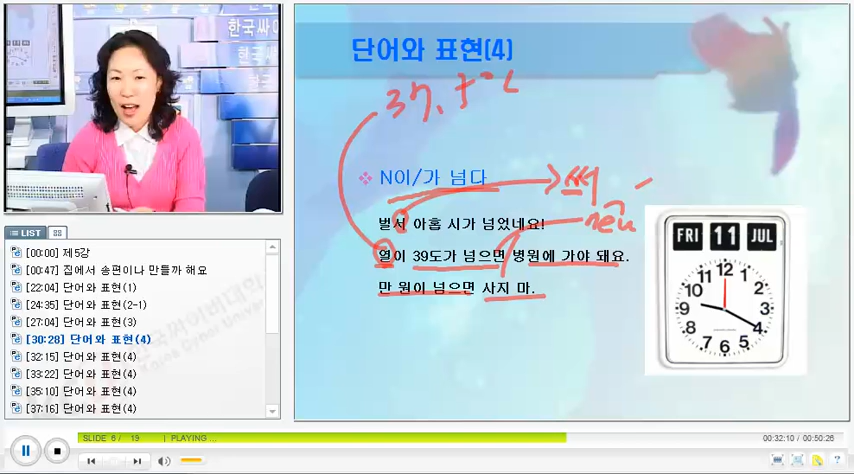 한국싸이
단어와 표현(4)
37.5°C
❖ N이/가 넘다
써
벌서 아홉 시가 넘었네요!
nếu
열이 39도가 넘으면 병원에 가야 돼요.
만 원이 넘으면 사지 마.
FRI 11 JUL
12
1
2
3
4
5
6
7
8
9
10
11
LIST
[00:00] 제5강
[00:47] 집에서 송편이나 만들까 해요
[22:04] 단어와 표현(1)
[24:35] 단어와 표현(2-1)
[27:04] 단어와 표현(3)
[30:28] 단어와 표현(4)
[32:15] 단어와 표현(4)
[33:22] 단어와 표현(4)
[35:10] 단어와 표현(4)
[37:16] 단어와 표현(4)
SLIDE 6 / 19 | PLAYING ...
00:32:10 / 00:50:26